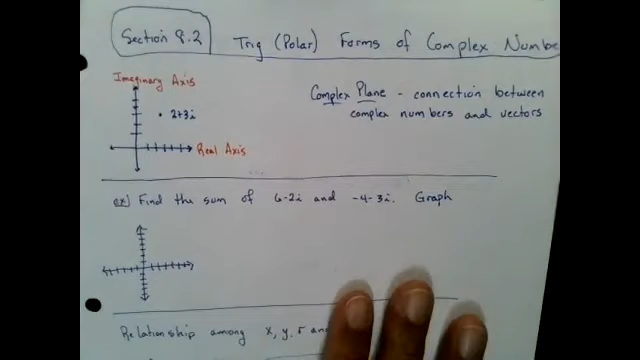 Section 8.2
Trig (Polar) Forms of Complex Numbe
Imaginary Axis
2+3i
Real Axis
Complex Plane - connection between
complex numbers and vectors
ex) Find the sum of 6-2i and -4-3i. Graph
Relationship among x, y, r and